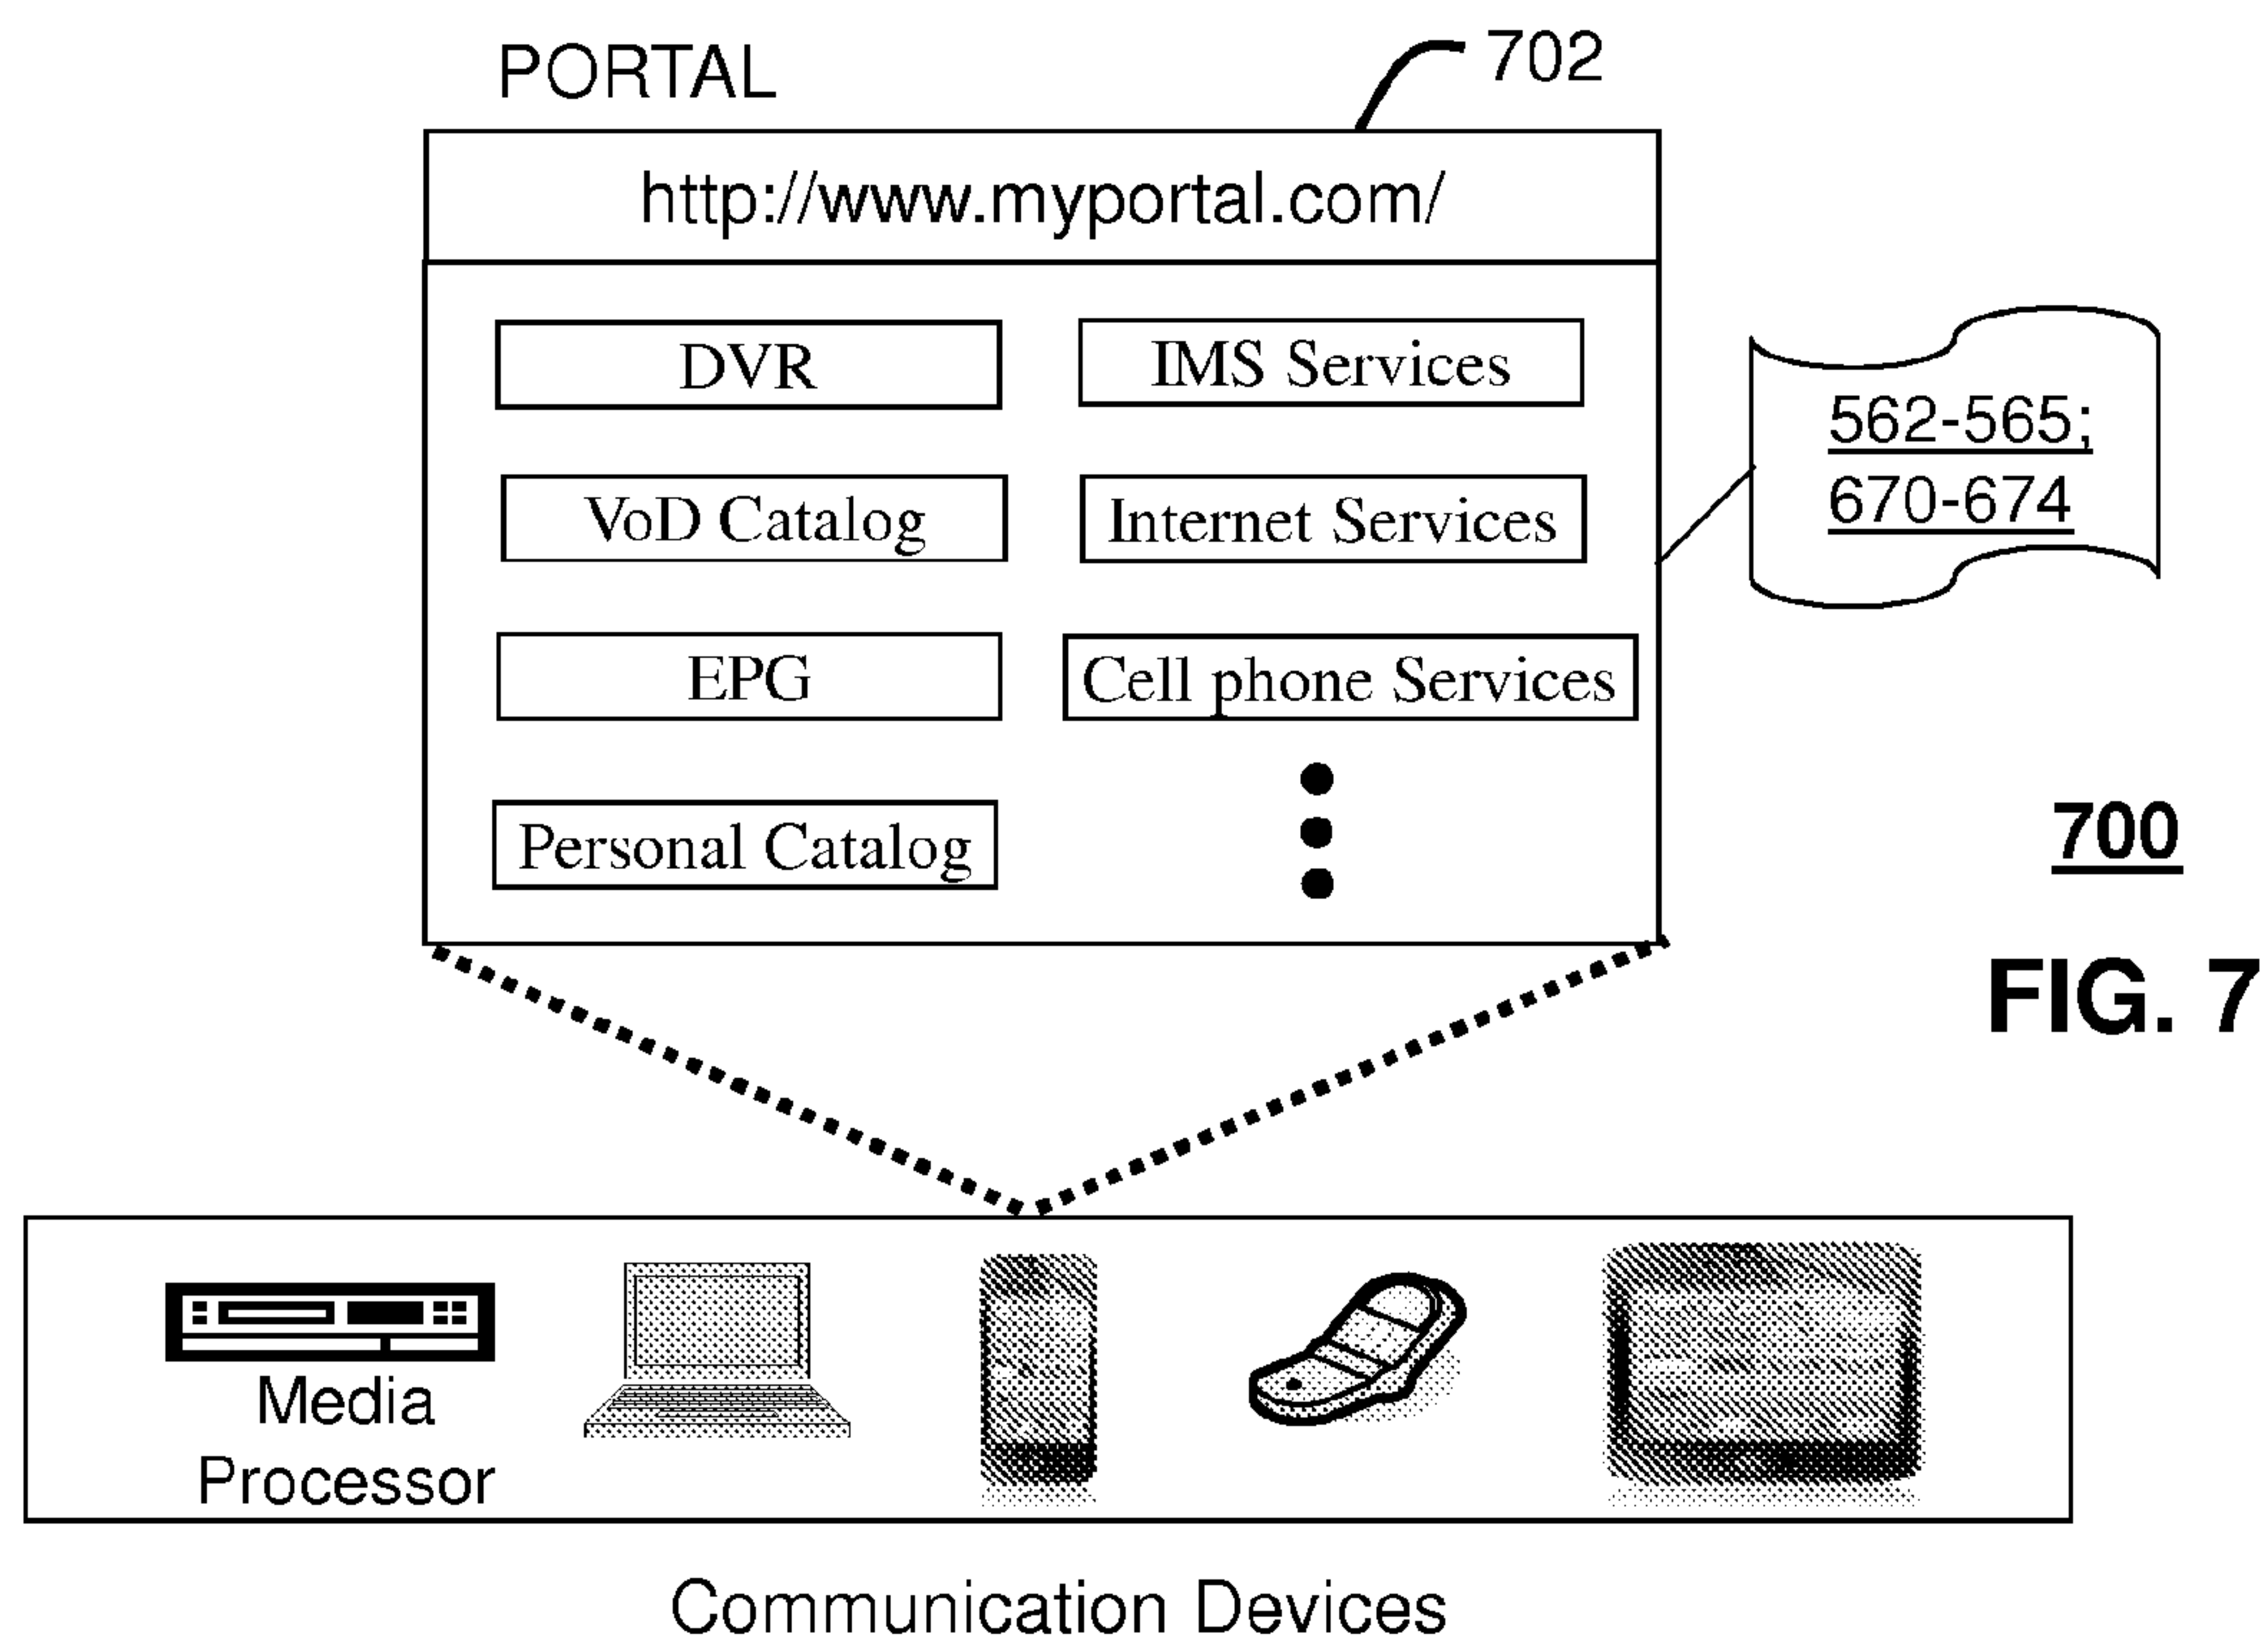 PORTAL
702
http://www.myportal.com/
DVR
IMS Services
VoD Catalog
Internet Services
562-565;
670-674
EPG
Cell phone Services
Personal Catalog
700
FIG. 7
Media
Processor
Communication Devices